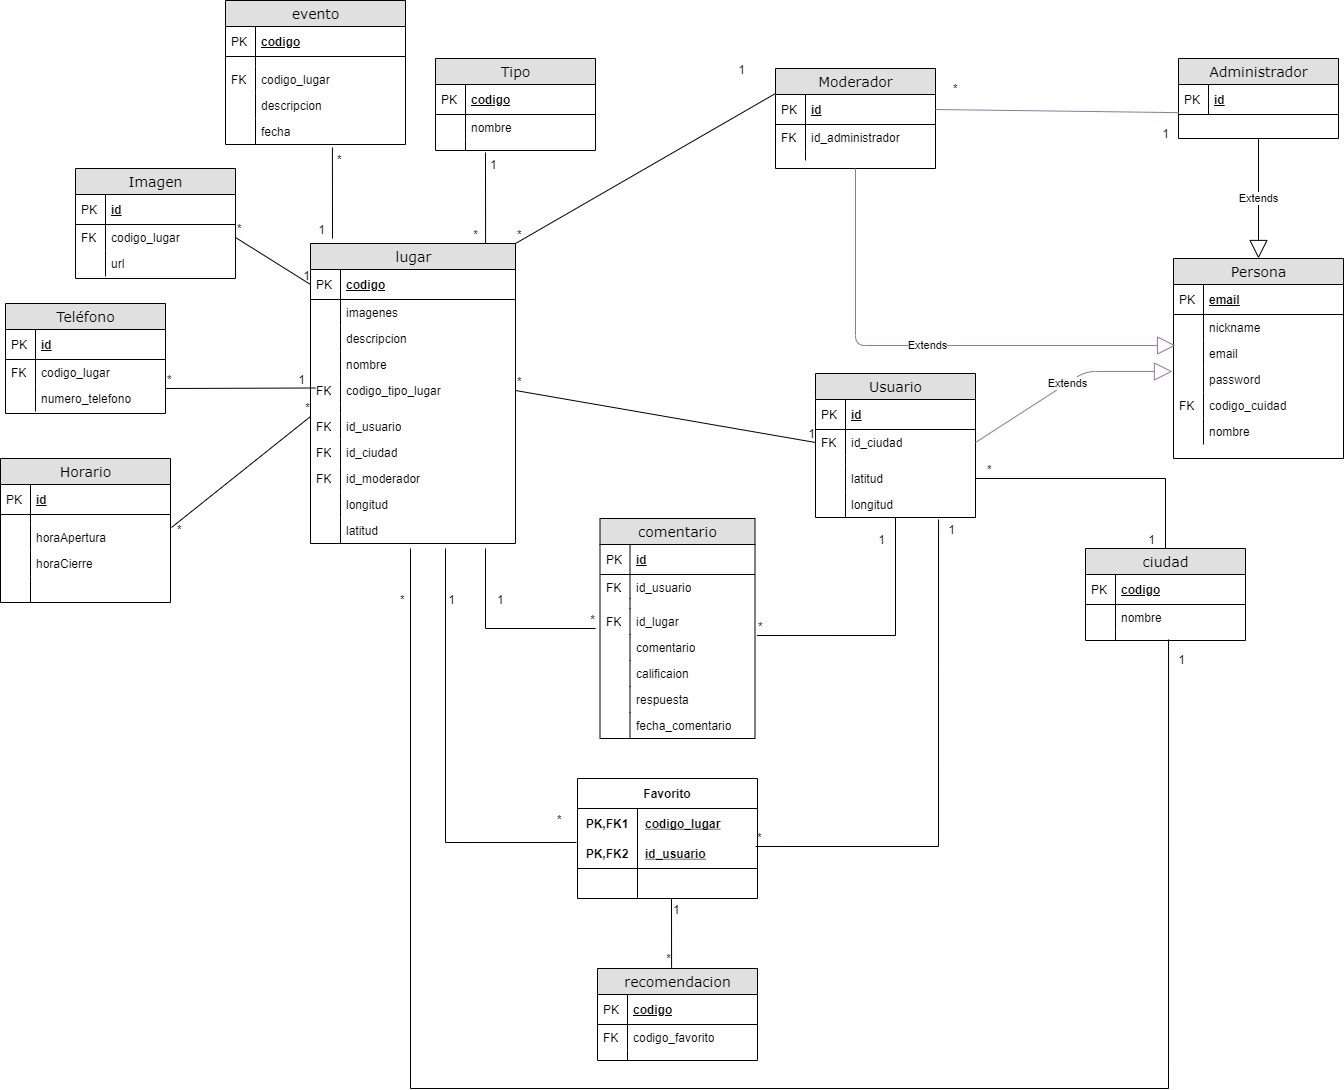 evento
PK codigo
FK codigo_lugar
descripcion
fecha
*
1
Tipo
PK codigo
nombre
1
*
Moderador
PK id
FK id_administrador
1
*
*
1
Administrador
PK id
Extends
Imagen
PK id
FK codigo_lugar
url
*
1
lugar
PK codigo
imagenes
descripcion
nombre
FK codigo_tipo_lugar
FK id_usuario
FK id_ciudad
FK id_moderador
longitud
latitud
Persona
PK email
nickname
email
password
FK codigo_cuidad
nombre
Extends
Extends
Teléfono
PK id
FK codigo_lugar
numero_telefono
*
1
*
*
1
Usuario
PK id
FK id_ciudad
latitud
longitud
*
1
Horario
PK id
horaApertura
horaCierre
*
comentario
PK id
FK id_usuario
FK id_lugar
comentario
calificaion
respuesta
fecha_comentario
1
1
ciudad
PK codigo
nombre
1
*
1
1
*
*
Favorito
PK,FK1 codigo_lugar
PK,FK2 id_usuario
*
*
1
*
recomendacion
PK codigo
FK codigo_favorito